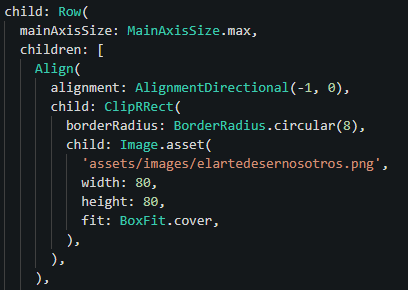 child: Row(
  mainAxisSize: MainAxisSize.max,
  children: [
    Align(
      alignment: AlignmentDirectional(-1, 0),
      child: ClipRRect(
        borderRadius: BorderRadius.circular(8),
        child: Image.asset(
          'assets/images/elartedesernosotros.png',
          width: 80,
          height: 80,
          fit: BoxFit.cover,
        ),
      ),
    ),